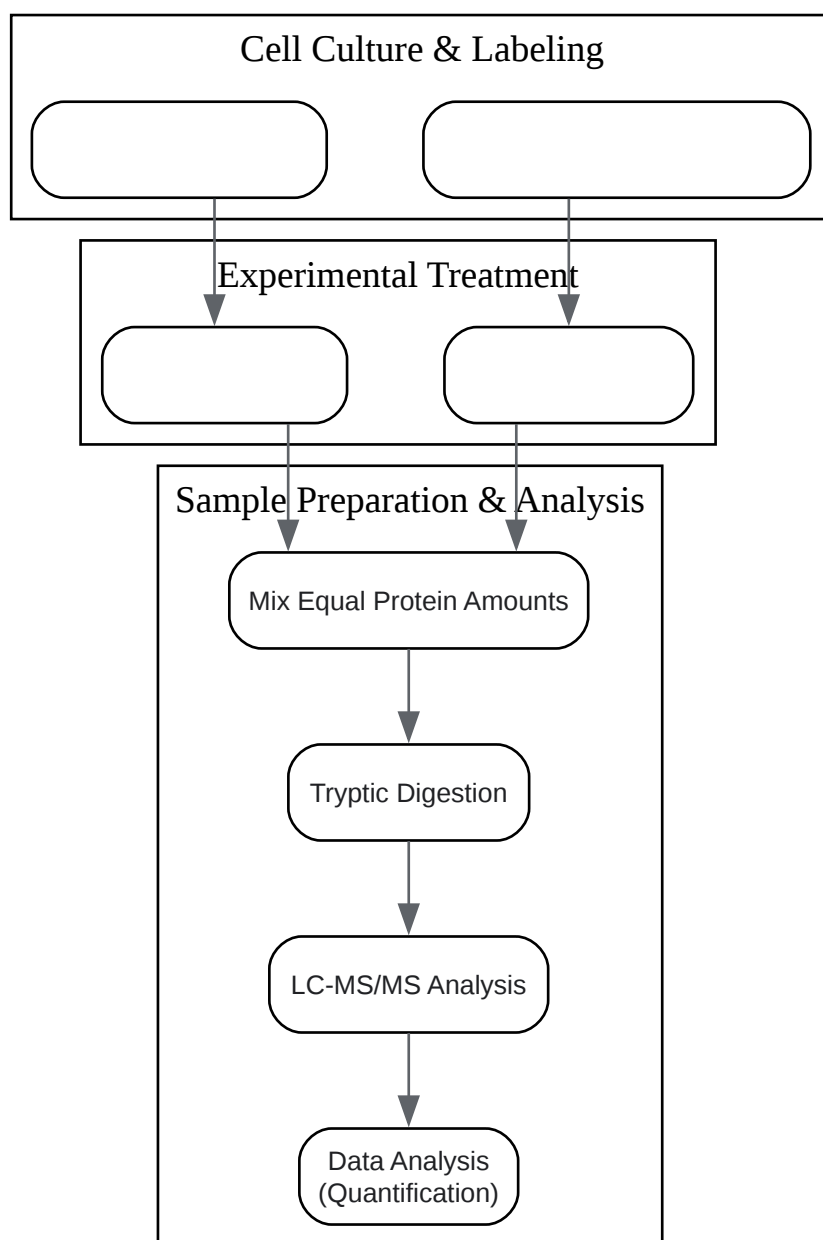 Cell Culture & Labeling
Experimental Treatment
Sample Preparation & Analysis
Mix Equal Protein Amounts
Tryptic Digestion
LC-MS/MS Analysis
Data Analysis
(Quantification)